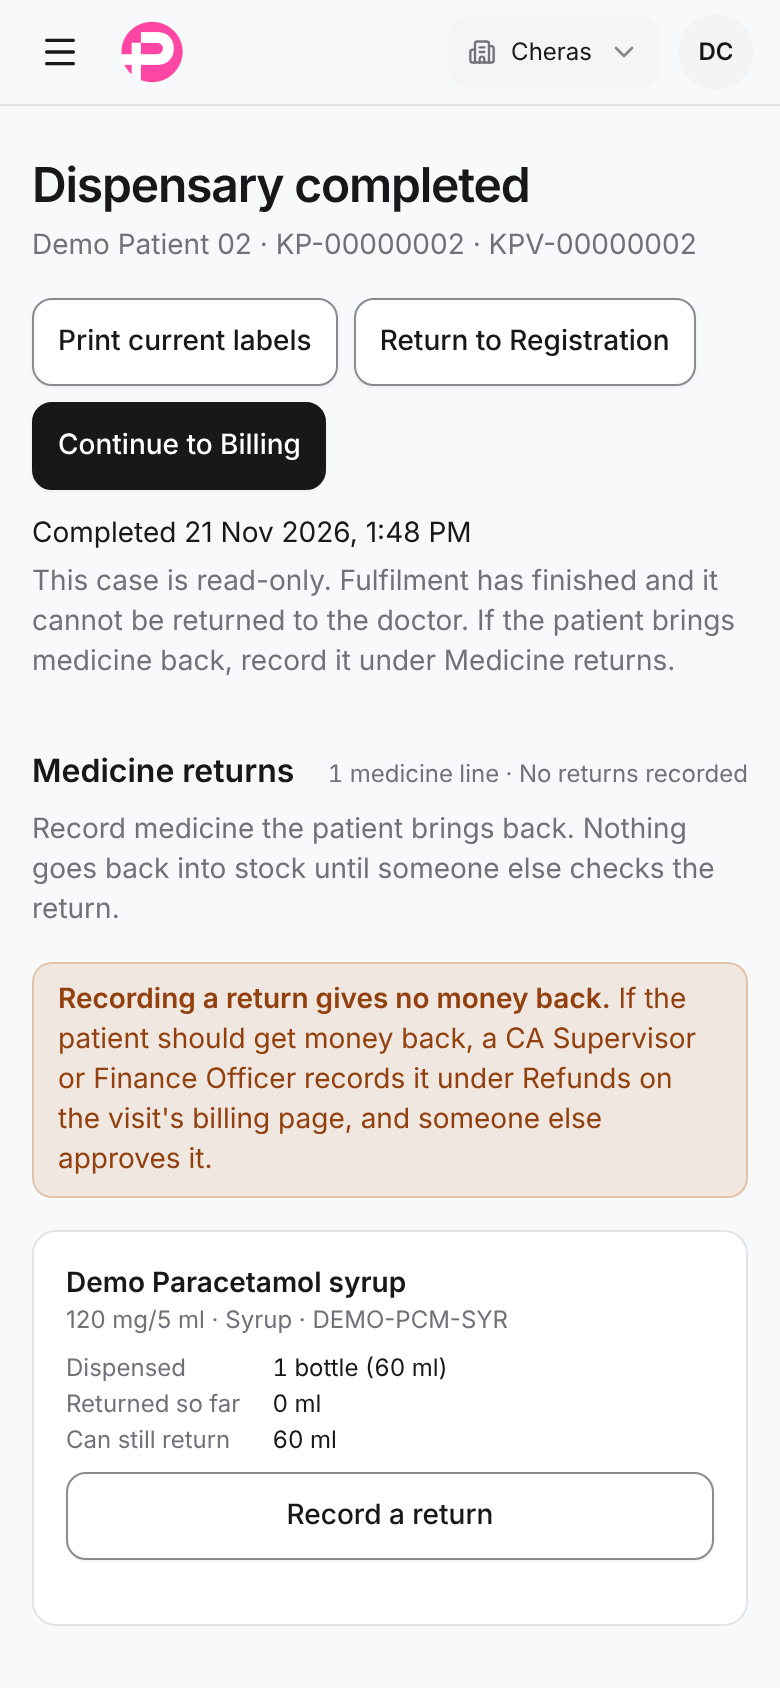 Cheras
DC
Dispensary completed
Demo Patient 02 · KP-00000002 · KPV-00000002
Print current labels
Return to Registration
Continue to Billing
Completed 21 Nov 2026, 1:48 PM
This case is read-only. Fulfilment has finished and it
cannot be returned to the doctor. If the patient brings
medicine back, record it under Medicine returns.
Medicine returns
1 medicine line · No returns recorded
Record medicine the patient brings back. Nothing
goes back into stock until someone else checks the
return.
Recording a return gives no money back. If the
patient should get money back, a CA Supervisor
or Finance Officer records it under Refunds on
the visit's billing page, and someone else
approves it.
Demo Paracetamol syrup
120 mg/5 ml · Syrup · DEMO-PCM-SYR
Dispensed 1 bottle (60 ml)
Returned so far 0 ml
Can still return 60 ml
Record a return